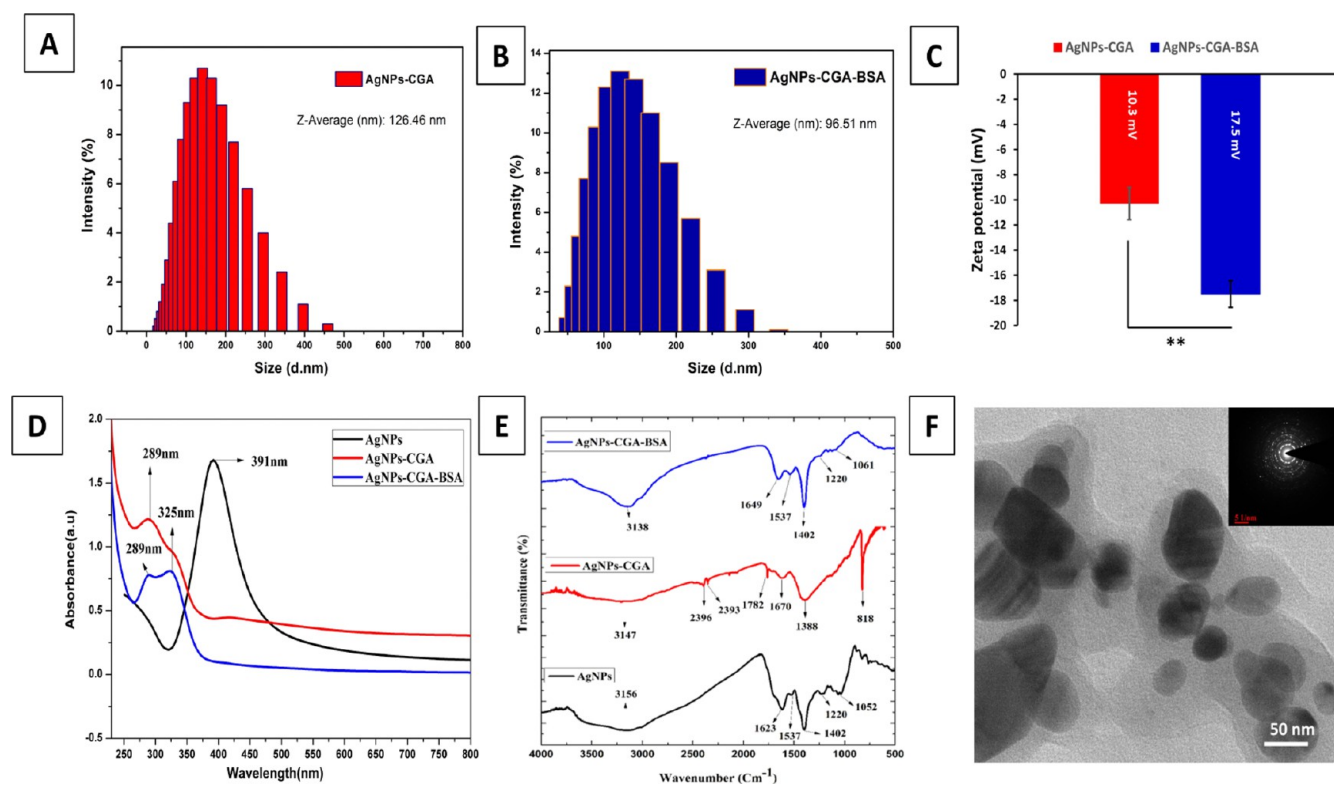 A
AgNPs-CGA
Z-Average (nm): 126.46 nm
Intensity (%)
10
8
6
4
2
0
0 100 200 300 400 500 600 700 800
Size (d.nm)
B
AgNPs-CGA-BSA
Z-Average (nm): 96.51 nm
Intensity (%)
14
12
10
8
6
4
2
0
100 200 300 400 500
Size (d.nm)
C
AgNPs-CGA AgNPs-CGA-BSA
Zeta potential (mV)
0
-2
-4
-6
-8
-10
-12
-14
-16
-18
-20
10.3 mV
17.5 mV
**
D
AgNPs
AgNPs-CGA
AgNPs-CGA-BSA
289nm
391nm
325nm
289nm
Absorbance(a.u)
2.0
1.5
1.0
0.5
0.0
-0.5
250 300 350 400 450 500 550 600 650 700 750 800
Wavelength(nm)
E
AgNPs-CGA-BSA
3138
1649
1537
1402
1220
1061
AgNPs-CGA
3147
2396
2393
1782
1670
1388
818
AgNPs
3156
1623
1537
1402
1220
1052
Transmittance (%)
4000 3500 3000 2500 2000 1500 1000 500
Wavenumber (Cm⁻¹)
F
50 nm